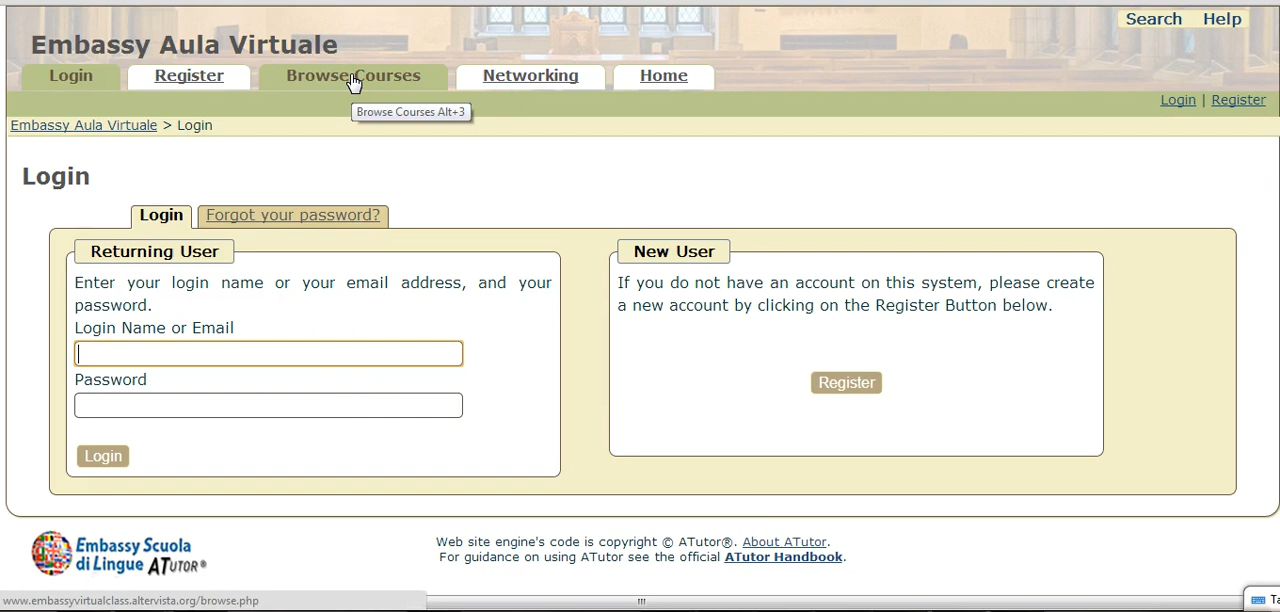 Search Help
Embassy Aula Virtuale
Login Register Browse Courses Networking Home
Browse Courses Alt+3
Login | Register
Embassy Aula Virtuale > Login
Login
Login Forgot your password?
Returning User
Enter your login name or your email address, and your
password.
Login Name or Email
Password
Login
New User
If you do not have an account on this system, please create
a new account by clicking on the Register Button below.
Register
Embassy Scuola
di Lingue ATUTOR®
Web site engine's code is copyright © ATutor®. About ATutor.
For guidance on using ATutor see the official ATutor Handbook.
www.embassyvirtualclass.altervista.org/browse.php